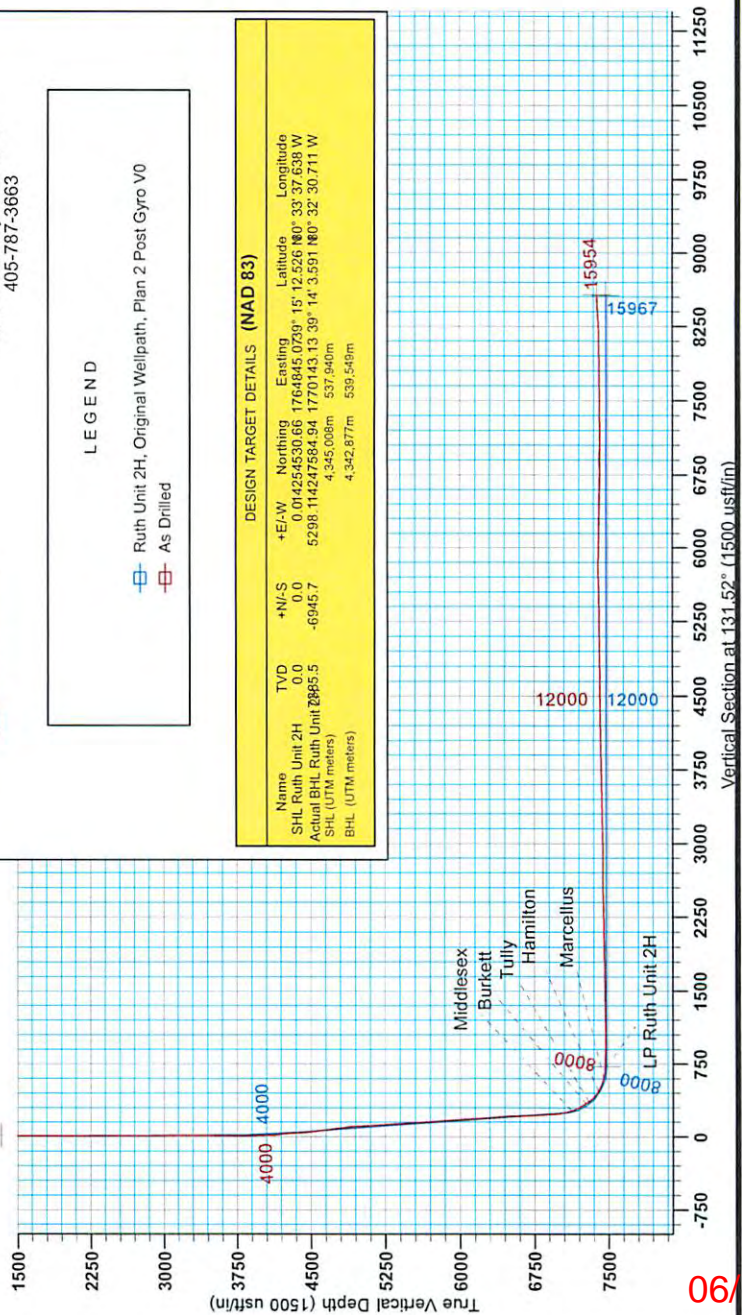 405-787-3663
LEGEND
Ruth Unit 2H, Original Wellpath, Plan 2 Post Gyro V0
As Drilled
DESIGN TARGET DETAILS (NAD 83)
Name TVD +N/-S +E/-W Northing Easting Latitude Longitude
SHL Ruth Unit 2H 0.0 0.0 0.0 14254530.66 1764845.07 39° 15' 12.526 N 80° 33' 37.638 W
Actual BHL Ruth Unit 2H -6945.7 5298.1 14247584.94 1770143.13 39° 14' 3.591 N 80° 32' 30.711 W
SHL (UTM meters) 4,345,008m 537,940m
BHL (UTM meters) 4,342,877m 539,549m
1500
2250
3000
3750
4500
5250
6000
6750
7500
True Vertical Depth (1500 usft/in)
4000
4000
Middlesex
Burkett
Tully
Hamilton
Marcellus
8000
8000
LP Ruth Unit 2H
12000
12000
15954
15967
-750 0 750 1500 2250 3000 3750 4500 5250 6000 6750 7500 8250 9000 9750 10500 11250
Vertical Section at 131.52° (1500 usft/in)
06/